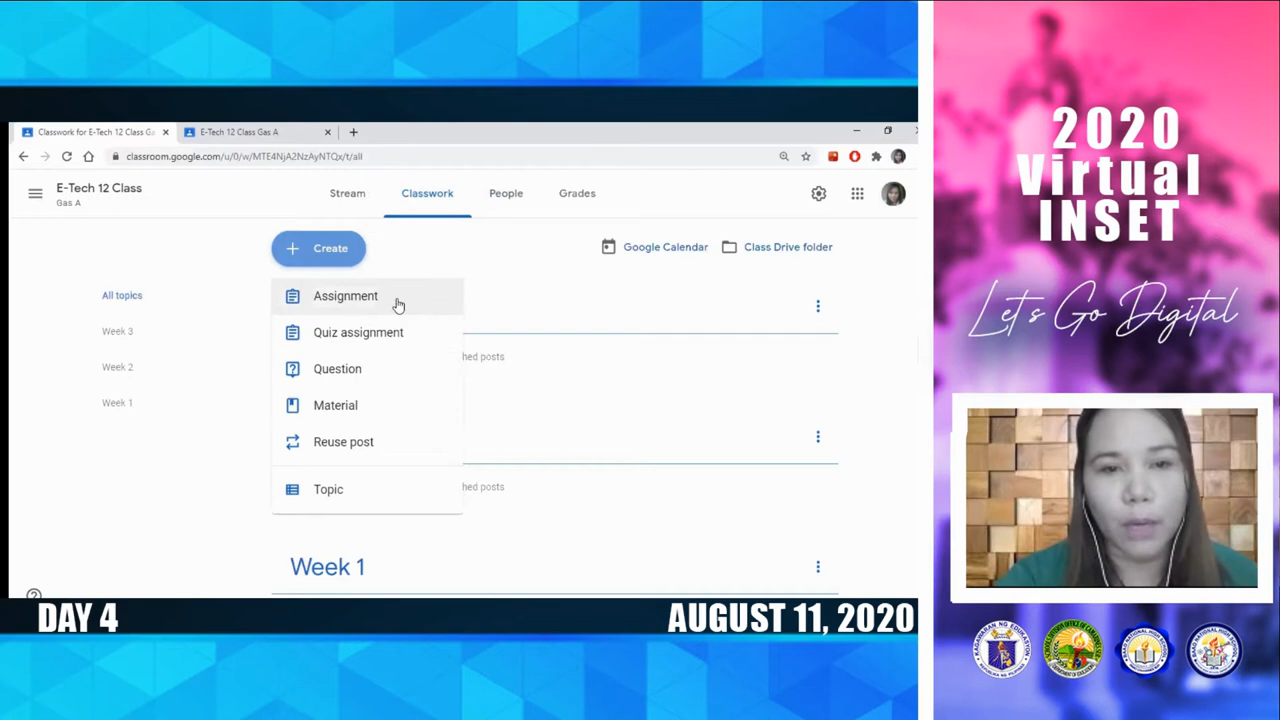 Classwork for E-Tech 12 Class Ga
E-Tech 12 Class Gas A
classroom.google.com/u/0/w/MTE4NjA2NzAyNTQx/t/all
E-Tech 12 Class
Gas A
Stream
Classwork
People
Grades
Create
Google Calendar
Class Drive folder
All topics
Week 3
Week 2
Week 1
Assignment
Quiz assignment
Question
Material
Reuse post
Topic
hed posts
hed posts
Week 1
DAY 4
AUGUST 11, 2020
2020
Virtual
INSET
Let's Go Digital